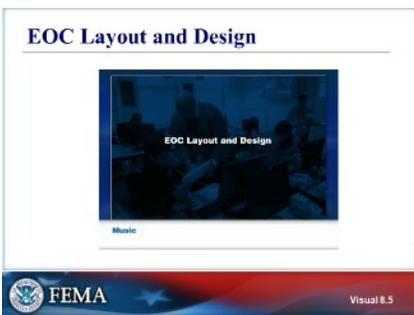 EOC Layout and Design
EOC Layout and Design
Music
FEMA
Visual 8.5